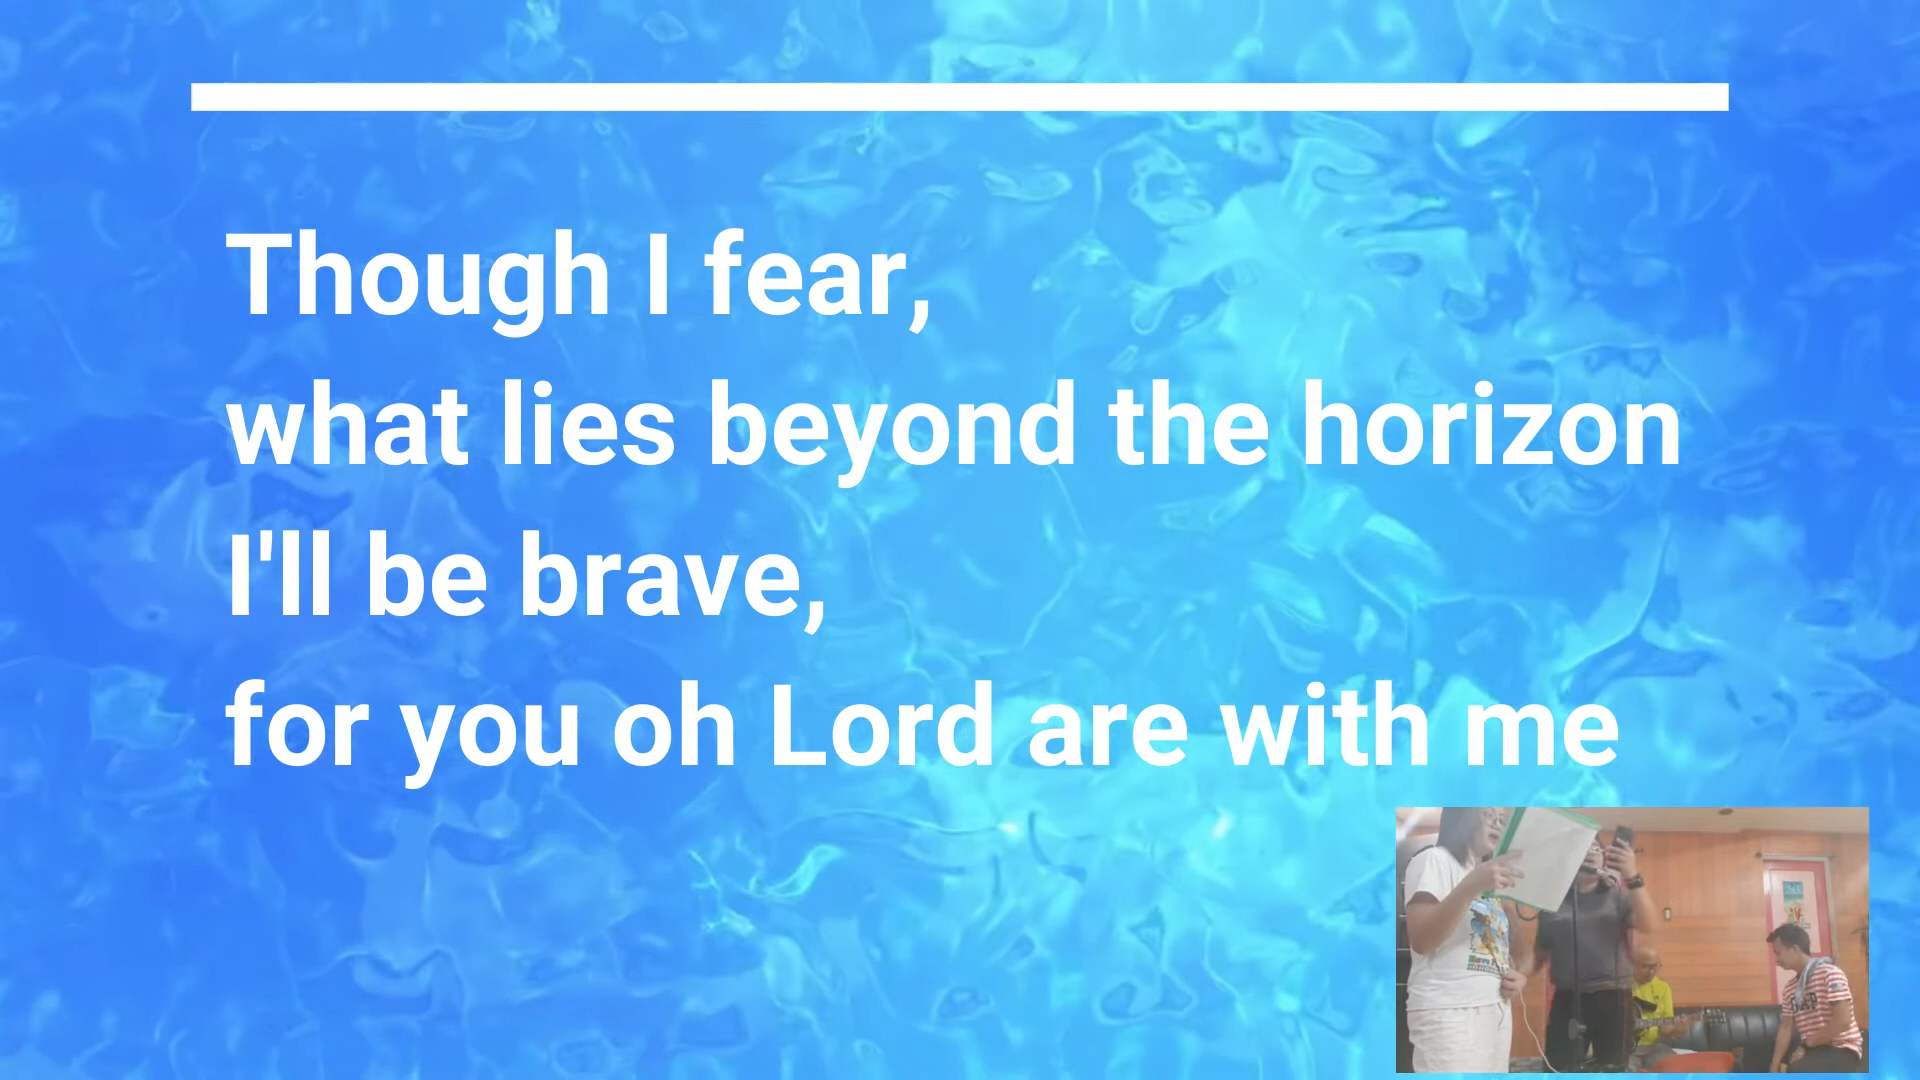 Though I fear,
what lies beyond the horizon
I'll be brave,
for you oh Lord are with me